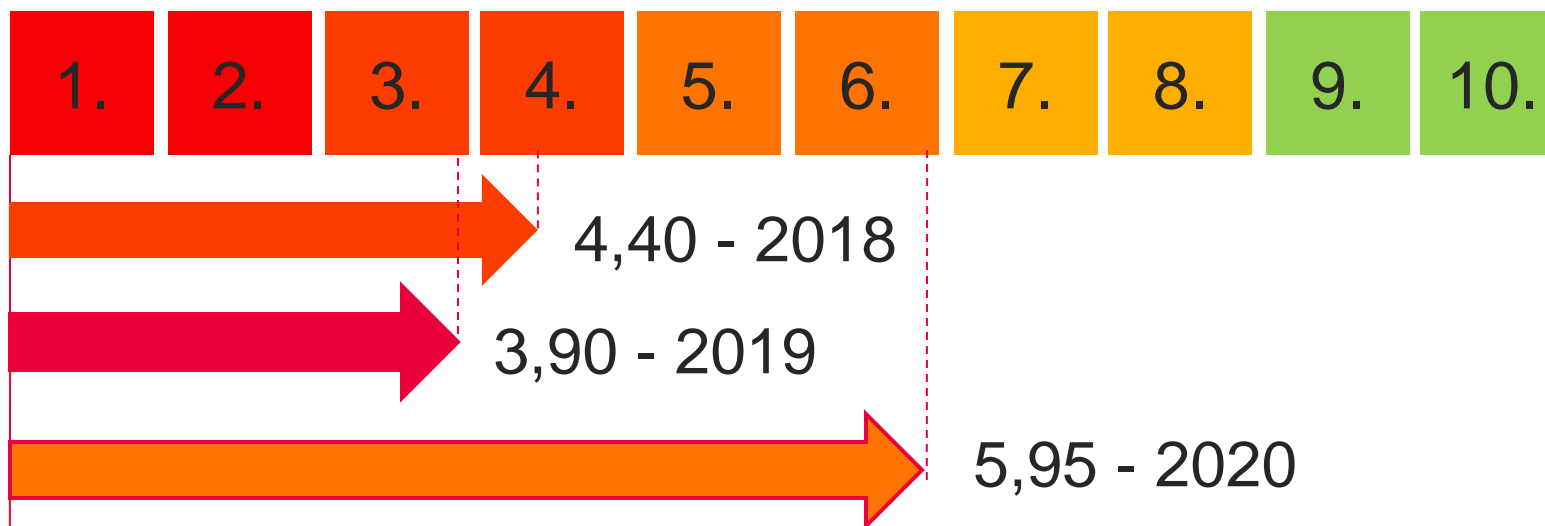 1. 2. 3. 4. 5. 6. 7. 8. 9. 10.
4,40 - 2018
3,90 - 2019
5,95 - 2020